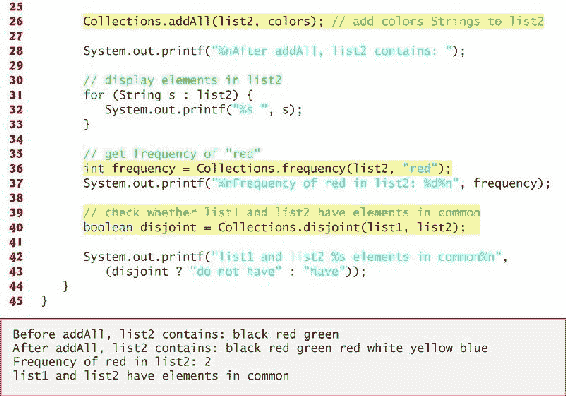 25
26 Collections.addAll(list2, colors); // add colors Strings to list2
27
28 System.out.printf("%nAfter addAll, list2 contains: ");
29
30 // display elements in list2
31 for (String s : list2) {
32 System.out.printf("%s ", s);
33 }
34
35 // get frequency of "red"
36 int frequency = Collections.frequency(list2, "red");
37 System.out.printf("%nFrequency of red in list2: %d%n", frequency);
38
39 // check whether list1 and list2 have elements in common
40 boolean disjoint = Collections.disjoint(list1, list2);
41
42 System.out.printf("list1 and list2 %s elements in common%n",
43 (disjoint ? "do not have" : "have"));
44 }
45 }
Before addAll, list2 contains: black red green
After addAll, list2 contains: black red green red white yellow blue
Frequency of red in list2: 2
list1 and list2 have elements in common